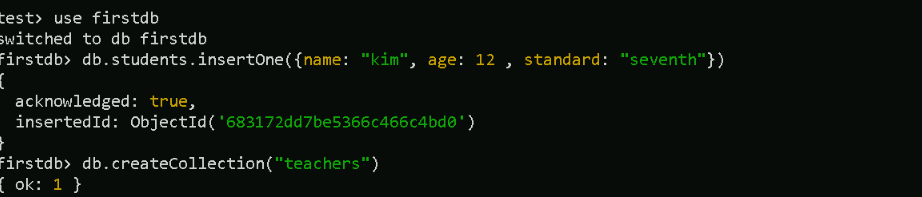 test> use firstdb
switched to db firstdb
firstdb> db.students.insertOne({name: "kim", age: 12 , standard: "seventh"})
{
  acknowledged: true,
  insertedId: ObjectId('683172dd7be5366c466c4bd0')
}
firstdb> db.createCollection("teachers")
{ ok: 1 }